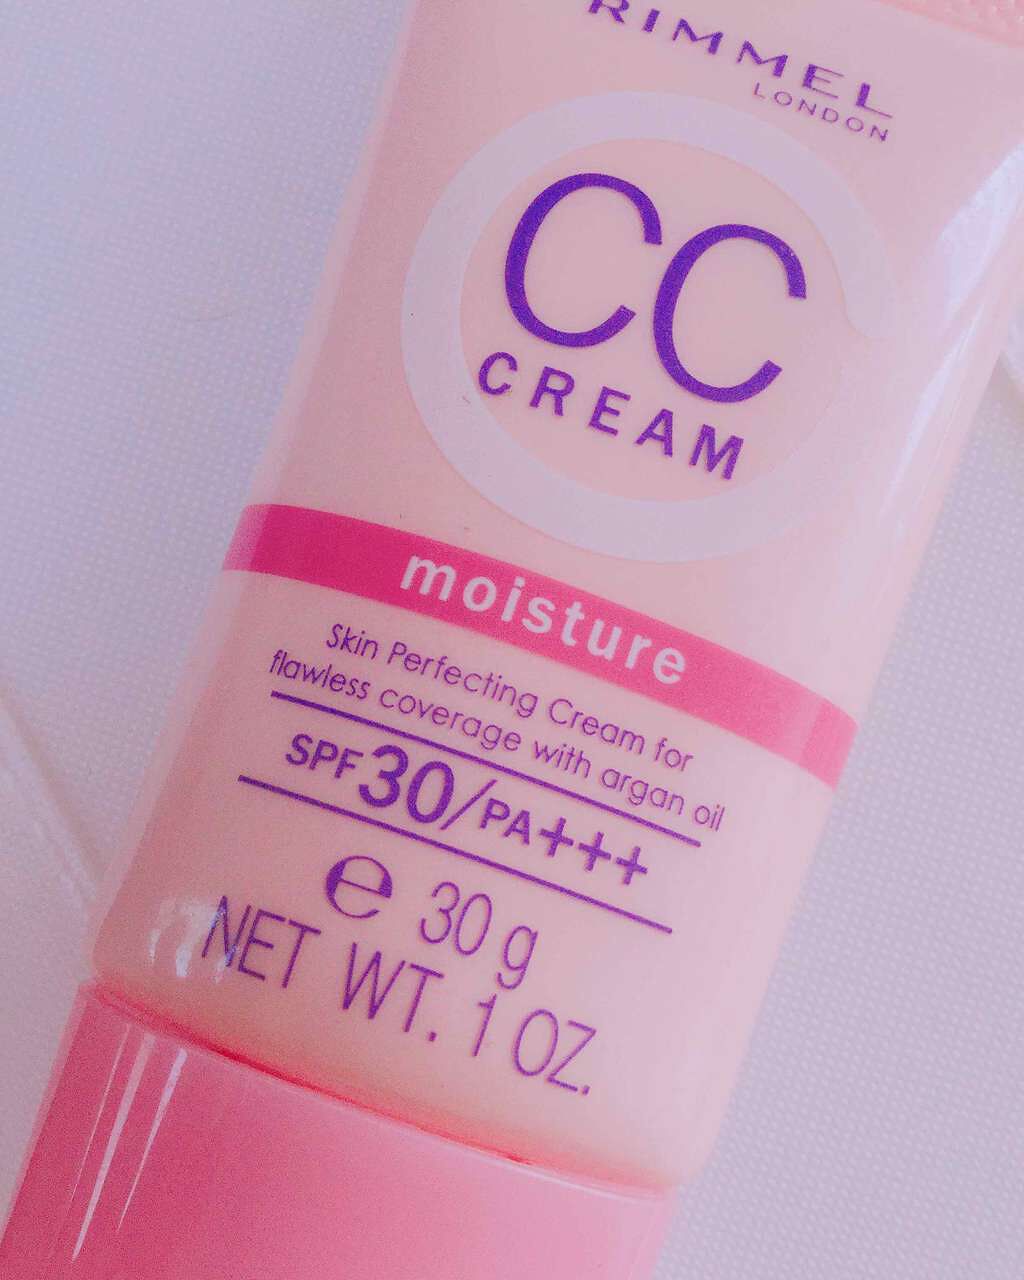 RIMMEL
LONDON
CC
CREAM
moisture
Skin Perfecting Cream for
flawless coverage with argan oil
SPF 30/PA+++
℮ 30 g
NET WT. 1 OZ.